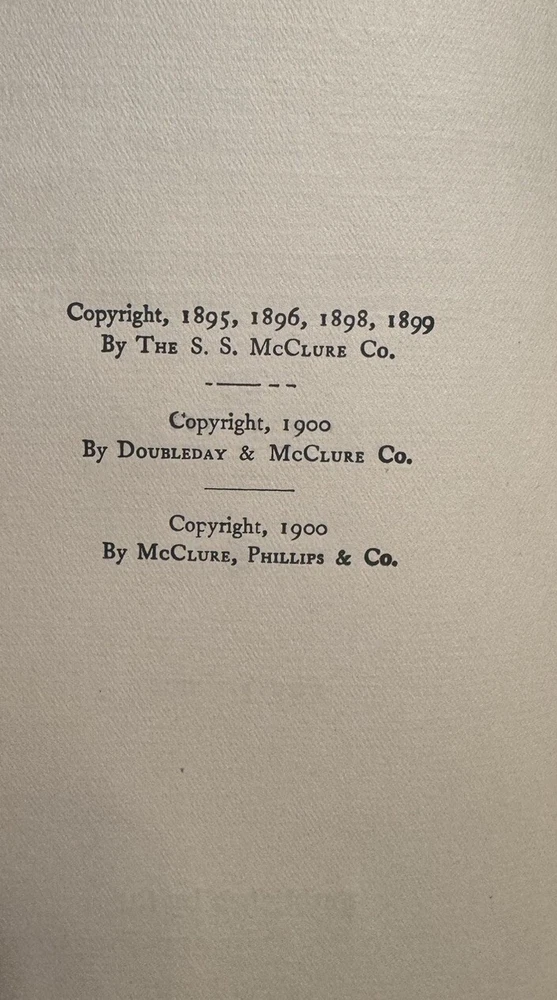 Copyright, 1895, 1896, 1898, 1899
By The S. S. McClure Co.
Copyright, 1900
By Doubleday & McClure Co.
Copyright, 1900
By McClure, Phillips & Co.